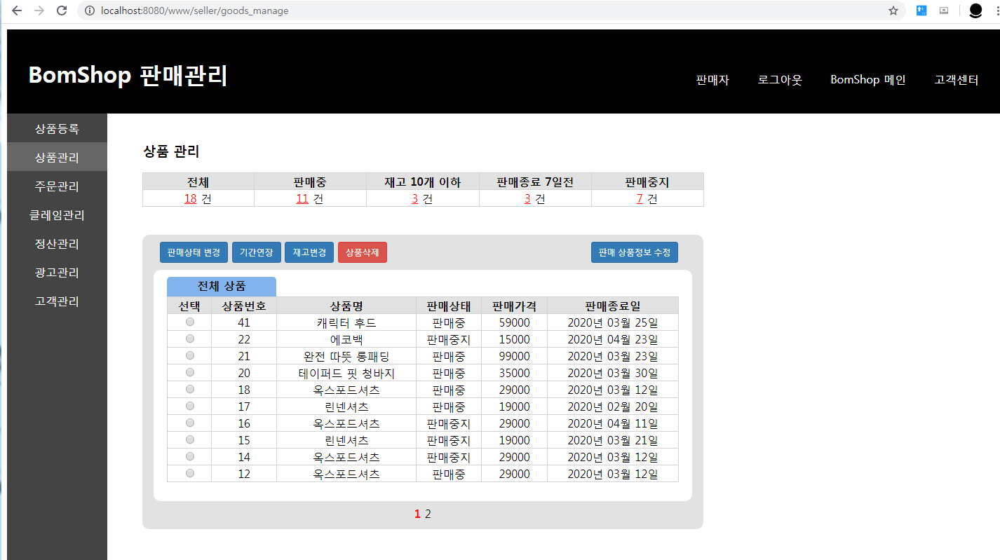 localhost:8080/www/seller/goods_manage
BomShop 판매관리
판매자 로그아웃 BomShop 메인 고객센터
상품등록
상품관리
주문관리
클레임관리
정산관리
광고관리
고객관리
상품 관리
전체 판매중 재고 10개 이하 판매종료 7일전 판매중지
18 건 11 건 3 건 3 건 7 건
판매상태 변경 기간연장 재고변경 상품삭제 판매 상품정보 수정
전체 상품
선택 상품번호 상품명 판매상태 판매가격 판매종료일
41 캐릭터 후드 판매중 59000 2020년 03월 25일
22 에코백 판매중지 15000 2020년 04월 23일
21 완전 따뜻 롱패딩 판매중 99000 2020년 03월 23일
20 테이퍼드 핏 청바지 판매중 35000 2020년 03월 30일
18 옥스포드셔츠 판매중 29000 2020년 03월 12일
17 린넨셔츠 판매중 19000 2020년 02월 20일
16 옥스포드셔츠 판매중지 29000 2020년 04월 11일
15 린넨셔츠 판매중지 19000 2020년 03월 21일
14 옥스포드셔츠 판매중지 29000 2020년 03월 12일
12 옥스포드셔츠 판매중 29000 2020년 03월 12일
1 2